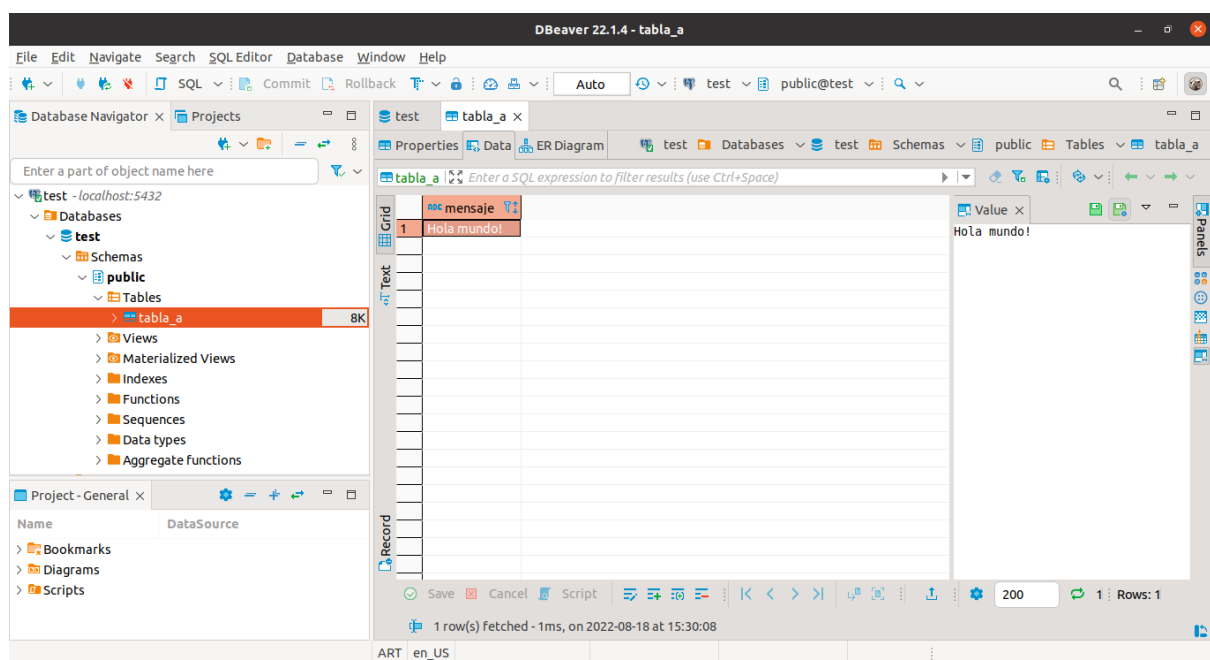 DBeaver 22.1.4 - tabla_a
File Edit Navigate Search SQL Editor Database Window Help
SQL Commit Rollback Auto test public@test
Database Navigator Projects
Enter a part of object name here
test - localhost:5432
Databases
test
Schemas
public
Tables
tabla_a 8K
Views
Materialized Views
Indexes
Functions
Sequences
Data types
Aggregate functions
Project - General
Name DataSource
Bookmarks
Diagrams
Scripts
test tabla_a
Properties Data ER Diagram test Databases test Schemas public Tables tabla_a
tabla_a Enter a SQL expression to filter results (use Ctrl+Space)
Grid
Text
Record
ABC mensaje
1 Hola mundo!
Value
Hola mundo!
Panels
Save Cancel Script 200 1 Rows: 1
1 row(s) fetched - 1ms, on 2022-08-18 at 15:30:08
ART en_US